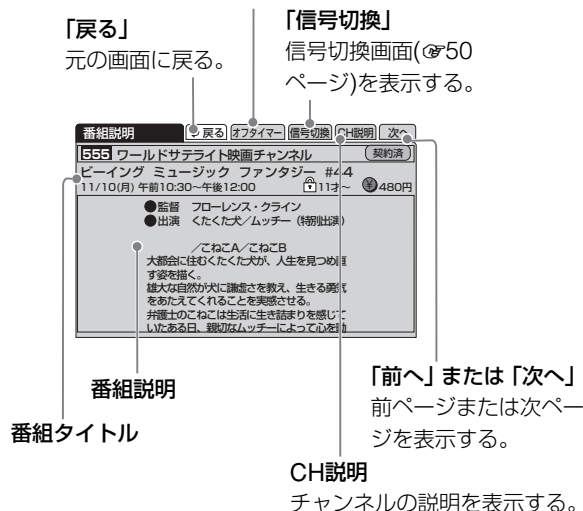 「戻る」
元の画面に戻る。
「信号切換」
信号切換画面(☞50
ページ)を表示する。
番組説明 戻る オフタイマー 信号切換 CH説明 次へ
555 ワールドサテライト映画チャンネル 契約済
ビーイング ミュージック ファンタジー #44
11/10(月) 午前10:30~午後12:00 11才~ ¥480円
●監督 フローレンス・クライン
●出演 くたくた犬/ムッチー(特別出演)
/こねこA/こねこB
大都会に住むくたくた犬が、人生を見つめ直
す姿を描く。
雄大な自然が犬に謙虚さを教え、生きる勇気
をあたえてくれることを実感させる。
弁護士のこねこは生活に生き詰まりを感じて
いたある日、親切なムッチーによって心を動
番組説明
番組タイトル
「前へ」または「次へ」
前ページまたは次ペー
ジを表示する。
CH説明
チャンネルの説明を表示する。